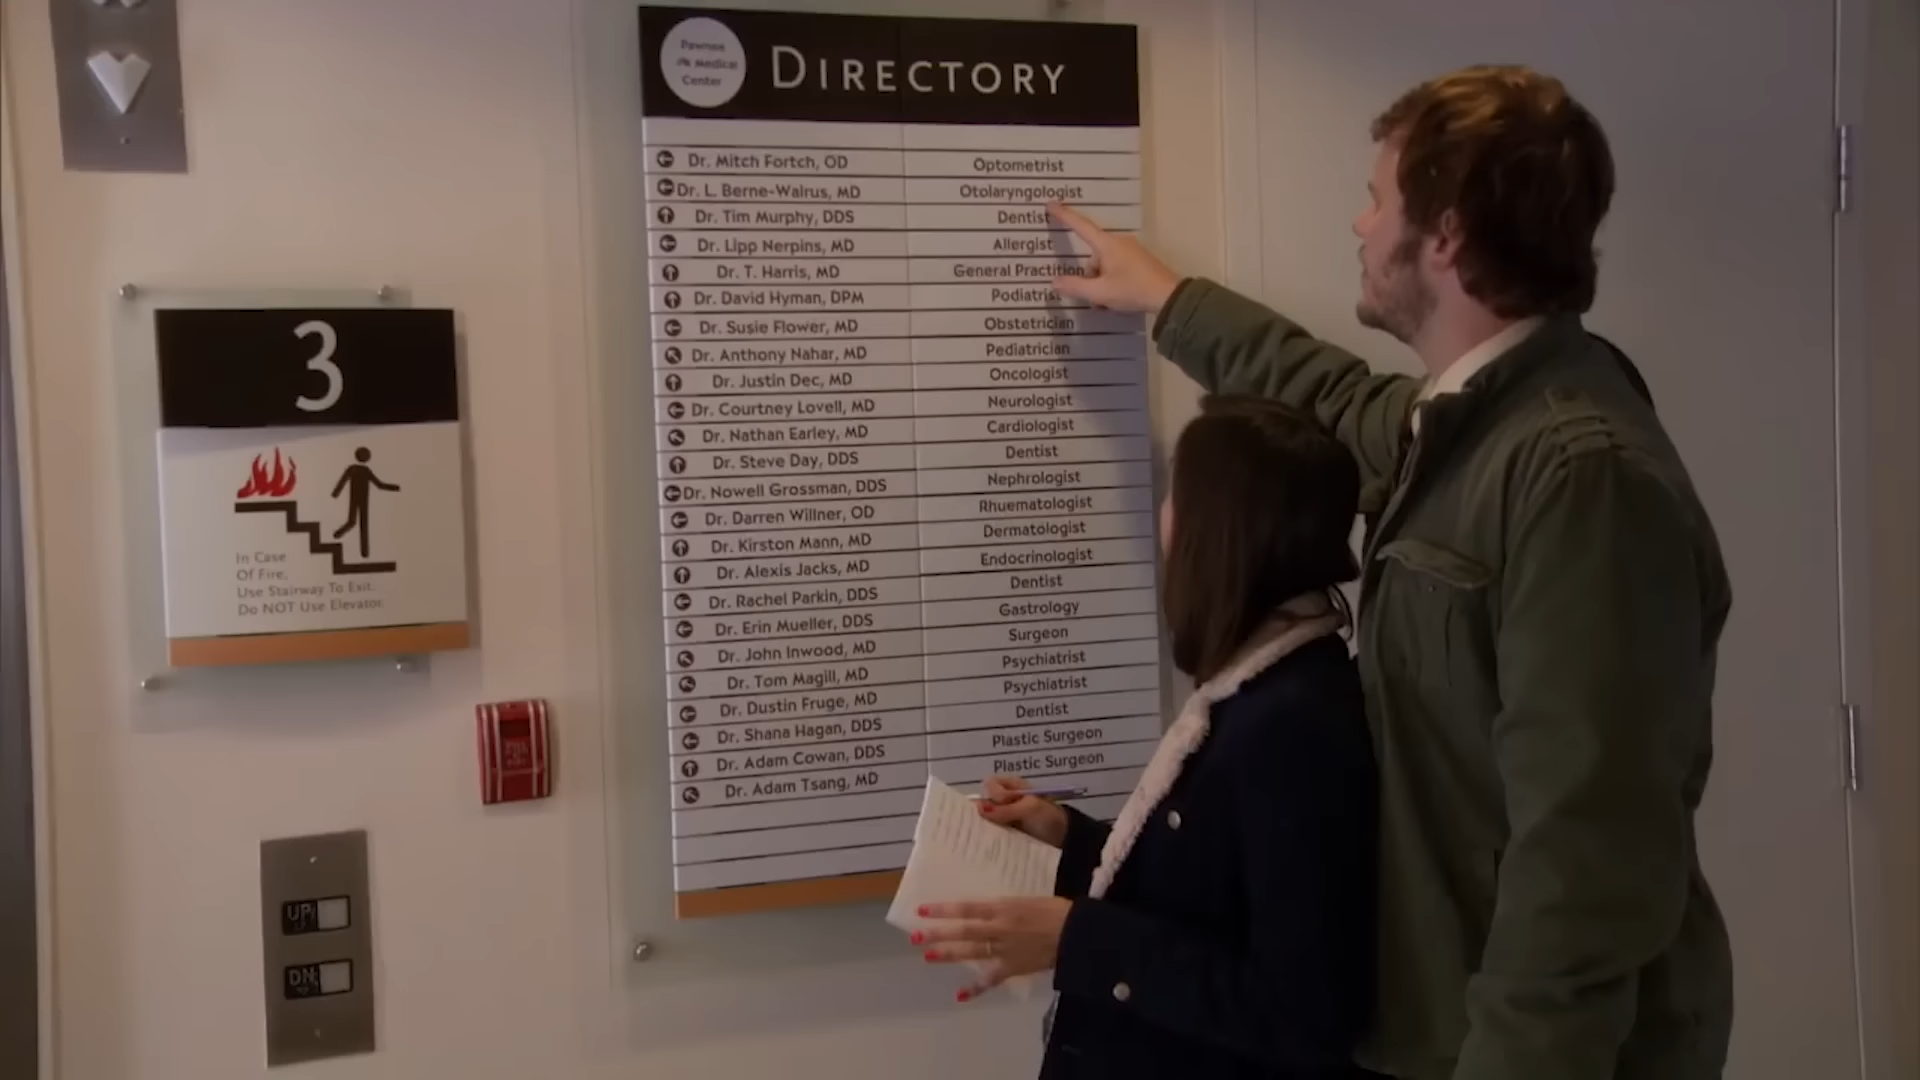 Pawnee
Medical
Center
DIRECTORY
Dr. Mitch Fortch, OD Optometrist
Dr. L. Berne-Walrus, MD Otolaryngologist
Dr. Tim Murphy, DDS Dentist
Dr. Lipp Nerpins, MD Allergist
Dr. T. Harris, MD General Practition
Dr. David Hyman, DPM Podiatrist
Dr. Susie Flower, MD Obstetrician
Dr. Anthony Nahar, MD Pediatrician
Dr. Justin Dec, MD Oncologist
Dr. Courtney Lovell, MD Neurologist
Dr. Nathan Earley, MD Cardiologist
Dr. Steve Day, DDS Dentist
Dr. Nowell Grossman, DDS Nephrologist
Dr. Darren Willner, OD Rhuematologist
Dr. Kirston Mann, MD Dermatologist
Dr. Alexis Jacks, MD Endocrinologist
Dr. Rachel Parkin, DDS Dentist
Dr. Erin Mueller, DDS Gastrology
Dr. John Inwood, MD Surgeon
Dr. Tom Magill, MD Psychiatrist
Dr. Dustin Fruge, MD Psychiatrist
Dr. Shana Hagan, DDS Dentist
Dr. Adam Cowan, DDS Plastic Surgeon
Dr. Adam Tsang, MD Plastic Surgeon
3
In Case
Of Fire,
Use Stairway To Exit.
Do NOT Use Elevator.
UP
DN